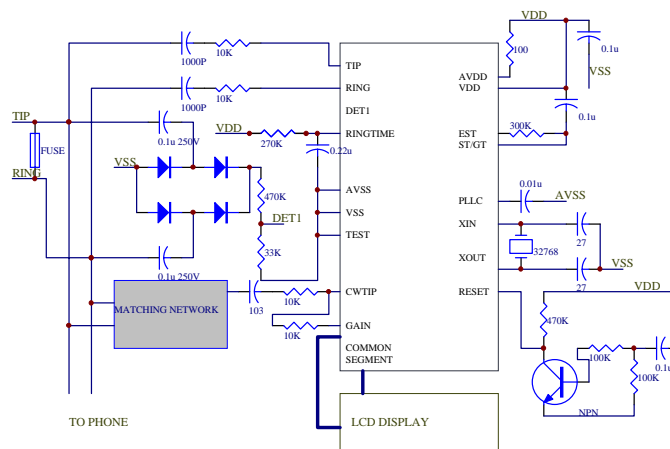 VDD
1000P
10K
100
0.1u
VSS
TIP
AVDD
VDD
RING
1000P
10K
DET1
0.1u
TIP
0.1u 250V
VDD
RINGTIME
EST
300K
270K
0.22u
ST/GT
FUSE
VSS
RING
470K
AVSS
PLLC
0.01u
AVSS
VSS
DET1
XIN
TEST
33K
32768
27
XOUT
0.1u 250V
VSS
27
CWTIP
RESET
VDD
MATCHING NETWORK
103
10K
470K
GAIN
10K
COMMON
SEGMENT
100K
0.1u
100K
TO PHONE
LCD DISPLAY
NPN